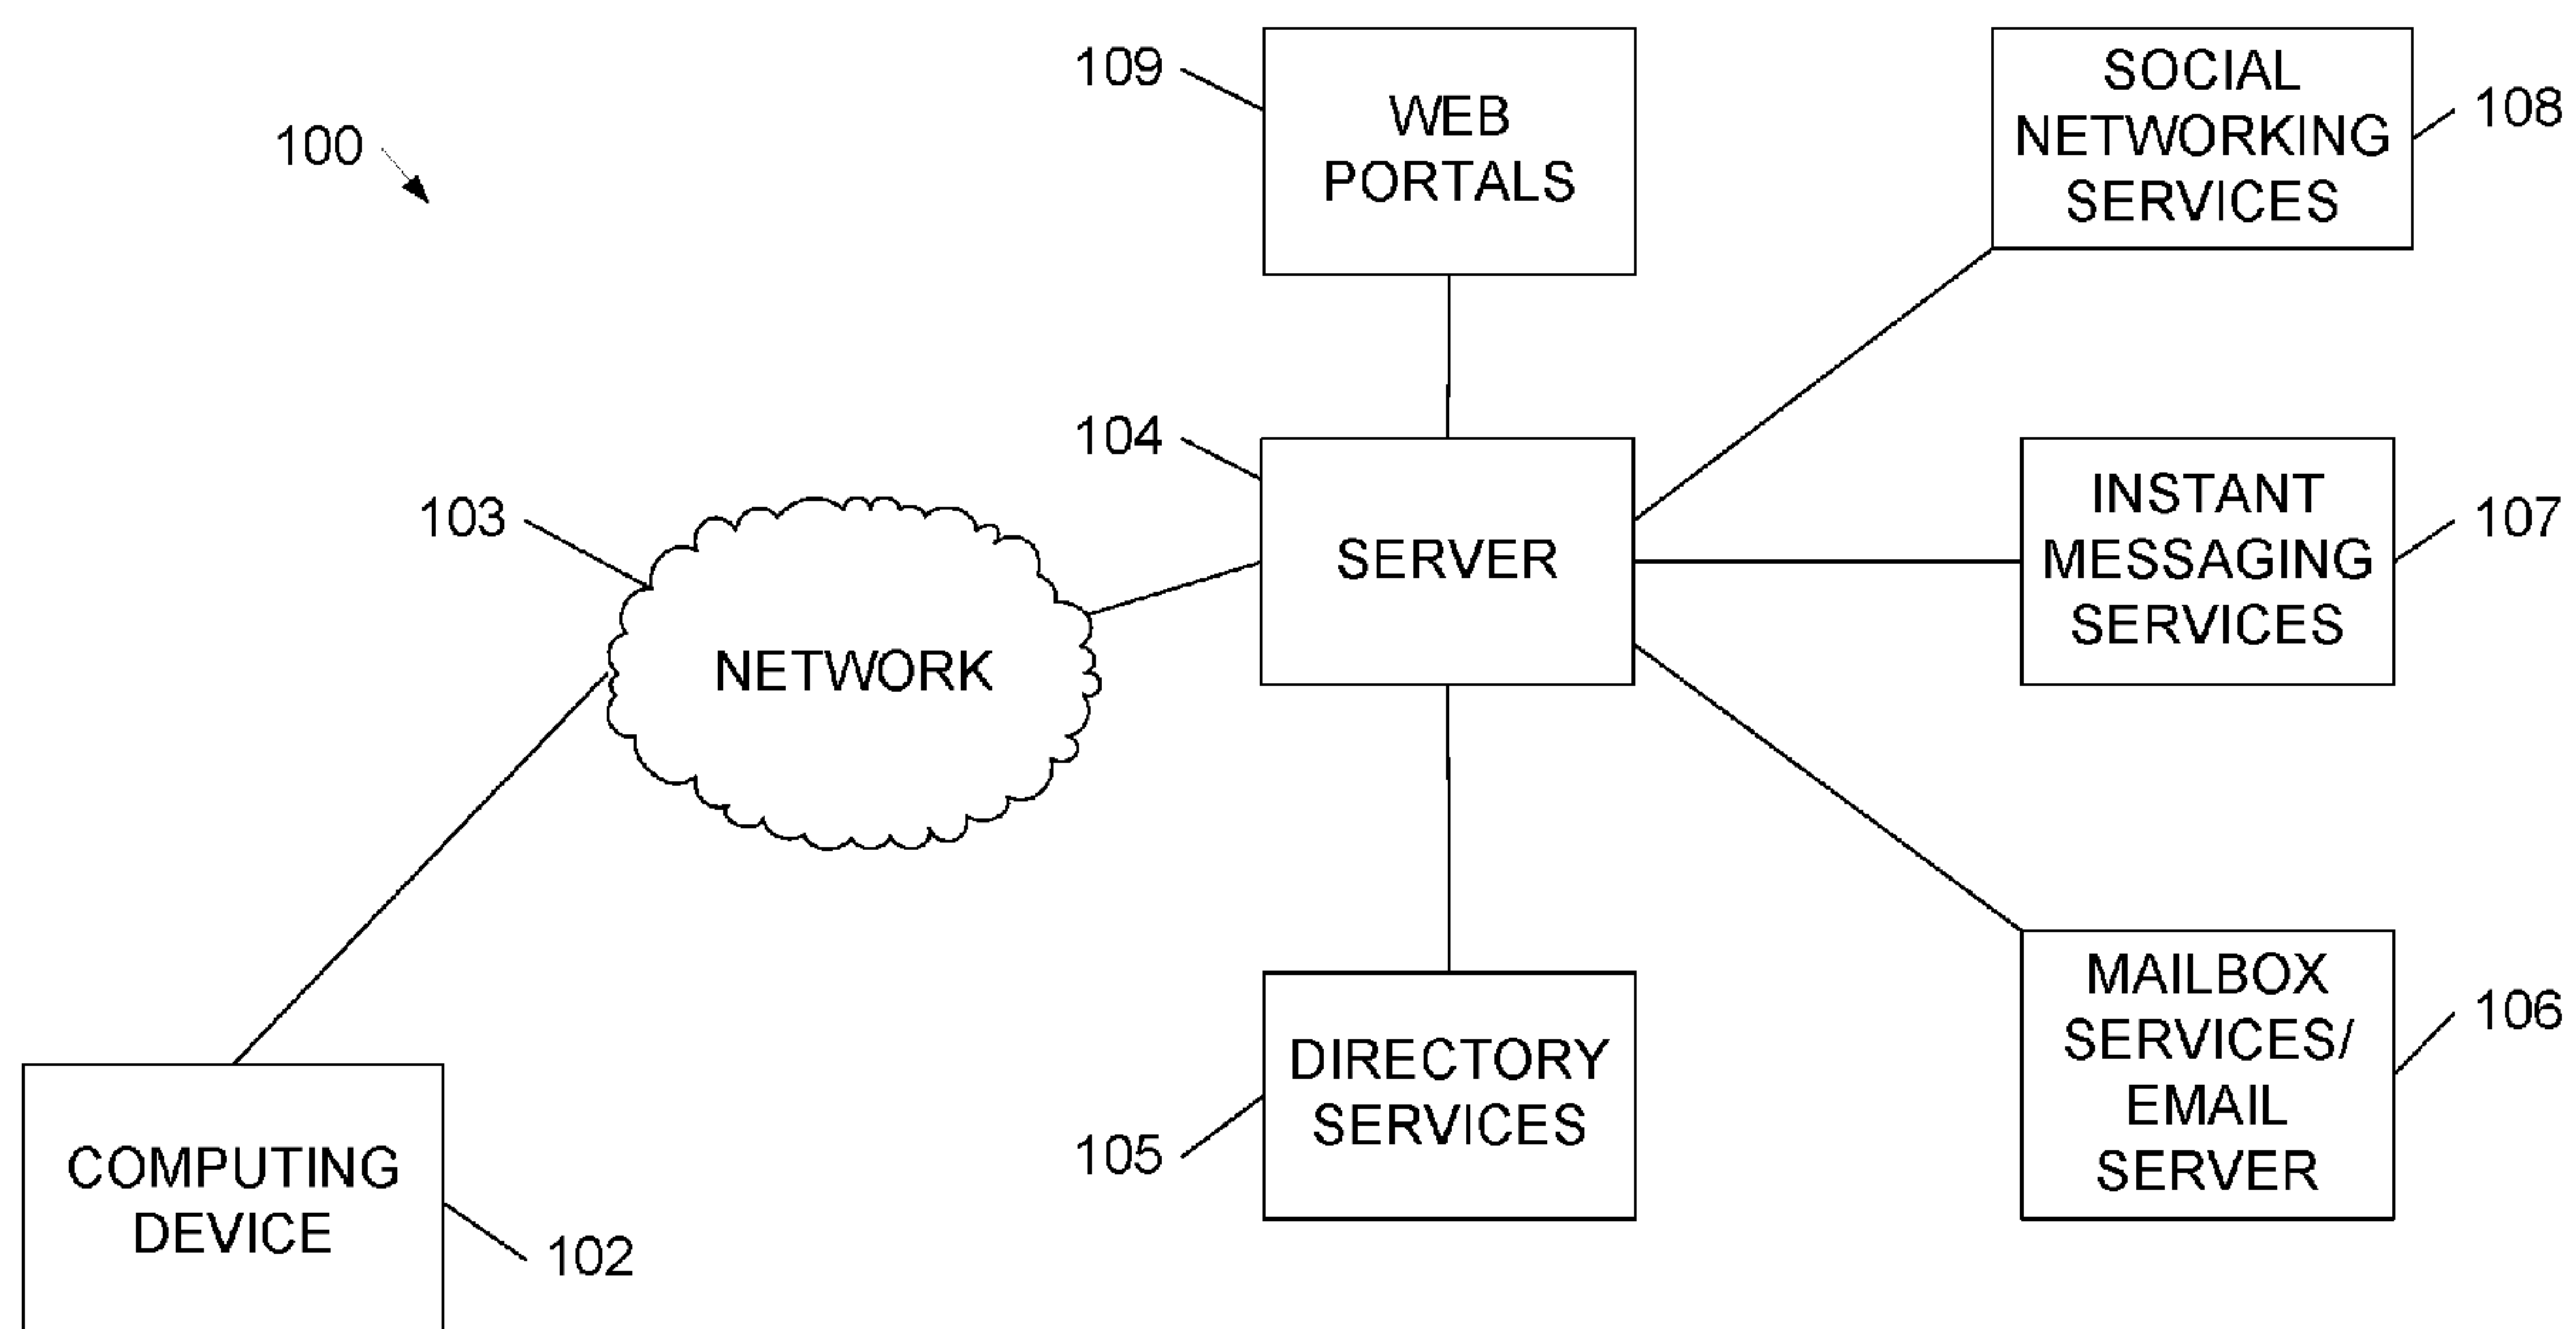 109
WEB
PORTALS
SOCIAL
NETWORKING
SERVICES
108
100
104
SERVER
INSTANT
MESSAGING
SERVICES
107
103
NETWORK
DIRECTORY
SERVICES
105
MAILBOX
SERVICES/
EMAIL
SERVER
106
COMPUTING
DEVICE
102